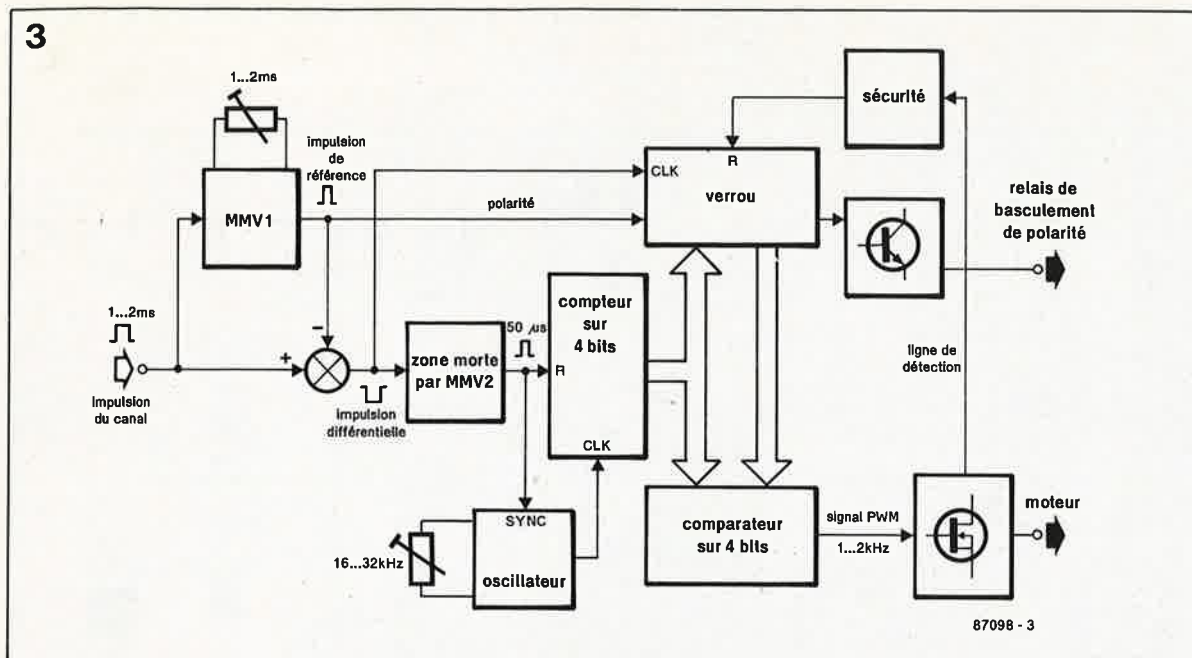 3
1...2ms
MMV1
impulsion
de
référence
1...2ms
Impulsion
du canal
+
−
impulsion
différentielle
zone morte
par MMV2
50 µs
polarité
compteur
sur
4 bits
R
CLK
SYNC
oscillateur
16...32kHz
R
CLK
verrou
sécurité
relais de
basculement
de polarité
ligne de
détection
comparateur
sur 4 bits
signal PWM
1...2kHz
moteur
87098 - 3